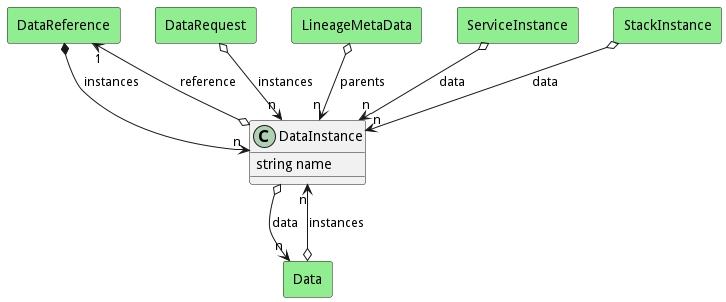 DataReference
DataRequest
LineageMetaData
ServiceInstance
StackInstance
instances
reference
instances
parents
data
data
1
n
n
n
n
n
C DataInstance
string name
data
instances
n
n
Data